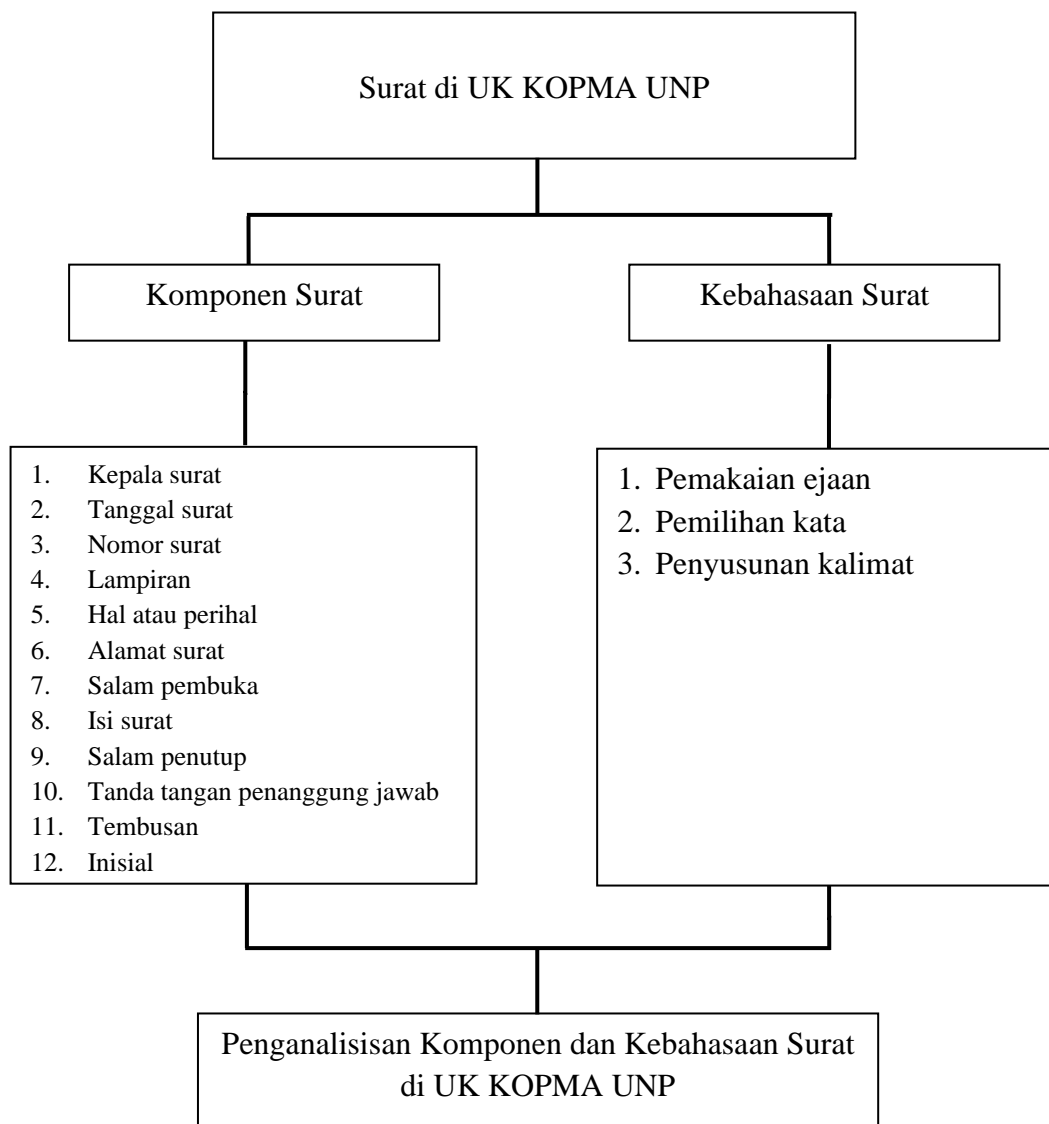 Surat di UK KOPMA UNP
Komponen Surat
Kebahasaan Surat
1. Kepala surat
2. Tanggal surat
3. Nomor surat
4. Lampiran
5. Hal atau perihal
6. Alamat surat
7. Salam pembuka
8. Isi surat
9. Salam penutup
10. Tanda tangan penanggung jawab
11. Tembusan
12. Inisial
1. Pemakaian ejaan
2. Pemilihan kata
3. Penyusunan kalimat
Penganalisisan Komponen dan Kebahasaan Surat
di UK KOPMA UNP